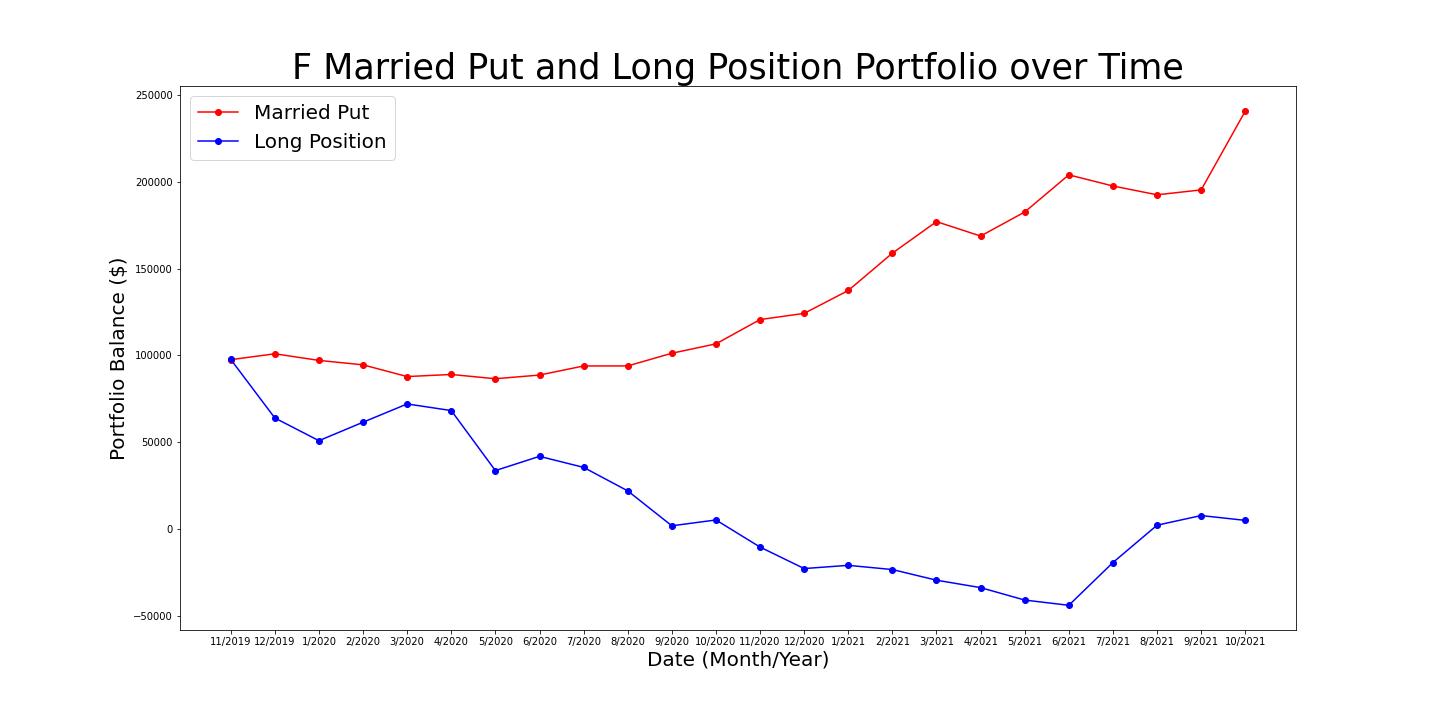 F Married Put and Long Position Portfolio over Time
Married Put
Long Position
Portfolio Balance ($)
250000
200000
150000
100000
50000
0
−50000
11/2019 12/2019 1/2020 2/2020 3/2020 4/2020 5/2020 6/2020 7/2020 8/2020 9/2020 10/2020 11/2020 12/2020 1/2021 2/2021 3/2021 4/2021 5/2021 6/2021 7/2021 8/2021 9/2021 10/2021
Date (Month/Year)